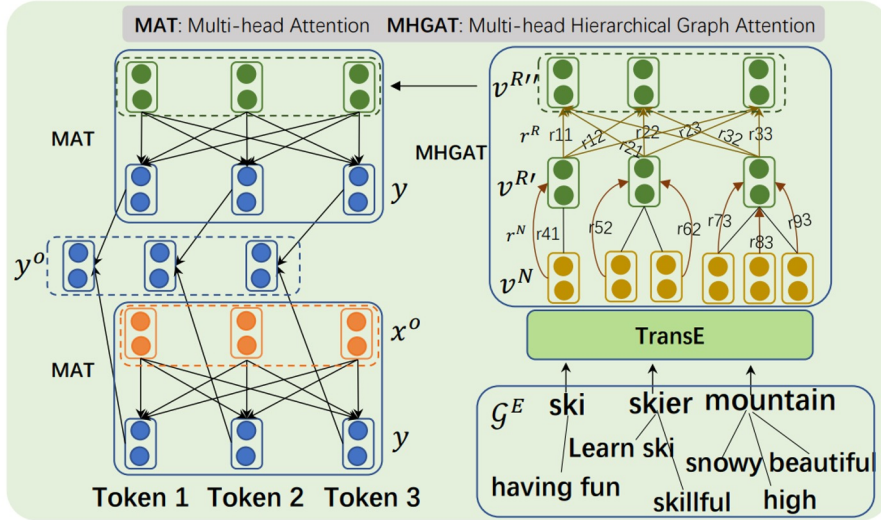 MAT: Multi-head Attention MHGAT: Multi-head Hierarchical Graph Attention
MAT
y
y^o
x^o
MAT
y
Token 1 Token 2 Token 3
MHGAT
v^{R''}
r^R r11 r12 r21 r22 r23 r32 r33
v^{R'}
r^N r41 r52 r62 r73 r83 r93
v^N
TransE
𝒢^E ski skier mountain
Learn ski
snowy beautiful
having fun
skillful high